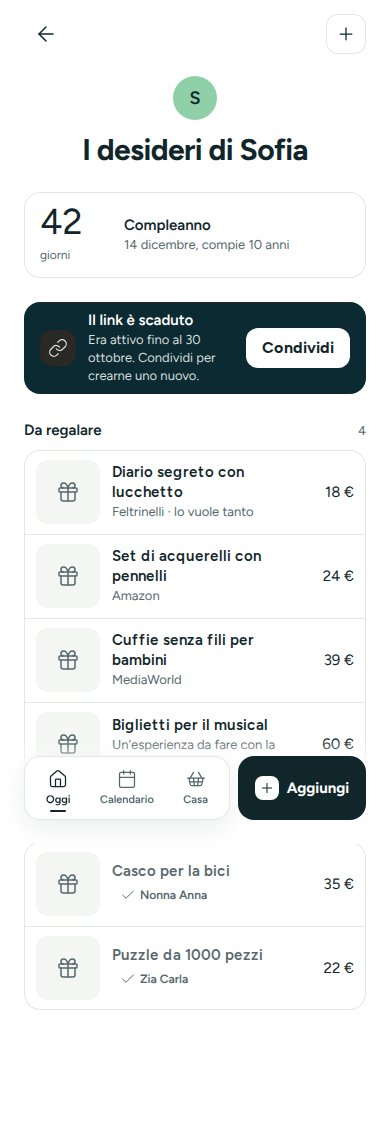 S
I desideri di Sofia
42
giorni
Compleanno
14 dicembre, compie 10 anni
Il link è scaduto
Era attivo fino al 30
ottobre. Condividi per
crearne uno nuovo.
Condividi
Da regalare
4
Diario segreto con
lucchetto
Feltrinelli · lo vuole tanto
18 €
Set di acquerelli con
pennelli
Amazon
24 €
Cuffie senza fili per
bambini
MediaWorld
39 €
Biglietti per il musical
Un'esperienza da fare con la
60 €
Oggi
Calendario
Casa
Aggiungi
Casco per la bici
Nonna Anna
35 €
Puzzle da 1000 pezzi
Zia Carla
22 €